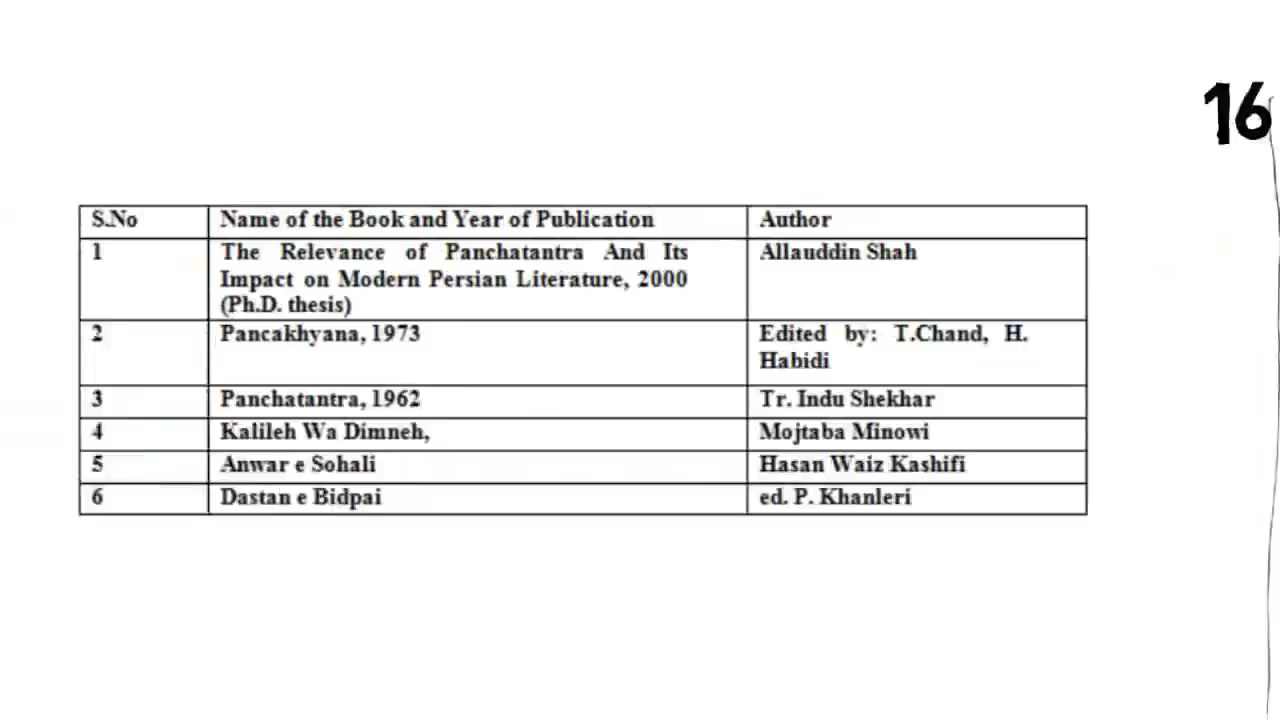 16
S.No Name of the Book and Year of Publication Author
1 The Relevance of Panchatantra And Its Allauddin Shah
Impact on Modern Persian Literature, 2000
(Ph.D. thesis)
2 Pancakhyana, 1973 Edited by: T.Chand, H.
Habidi
3 Panchatantra, 1962 Tr. Indu Shekhar
4 Kalileh Wa Dimneh, Mojtaba Minowi
5 Anwar e Sohali Hasan Waiz Kashifi
6 Dastan e Bidpai ed. P. Khanleri